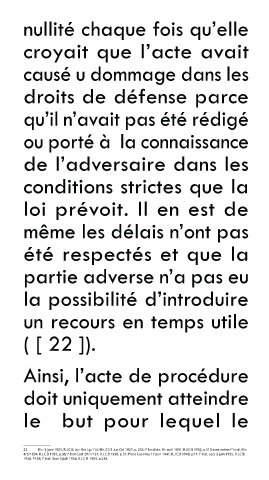 nullité chaque fois qu'elle
croyait que l'acte avait
causé u dommage dans les
droits de défense parce
qu'il n'avait pas été rédigé
ou porté à la connaissance
de l'adversaire dans les
conditions strictes que la
loi prévoit. Il en est de
même les délais n'ont pas
été respectés et que la
partie adverse n'a pas eu
la possibilité d'introduire
un recours en temps utile
( [ 22 ]).
Ainsi, l'acte de procédure
doit uniquement atteindre
le but pour lequel le
22